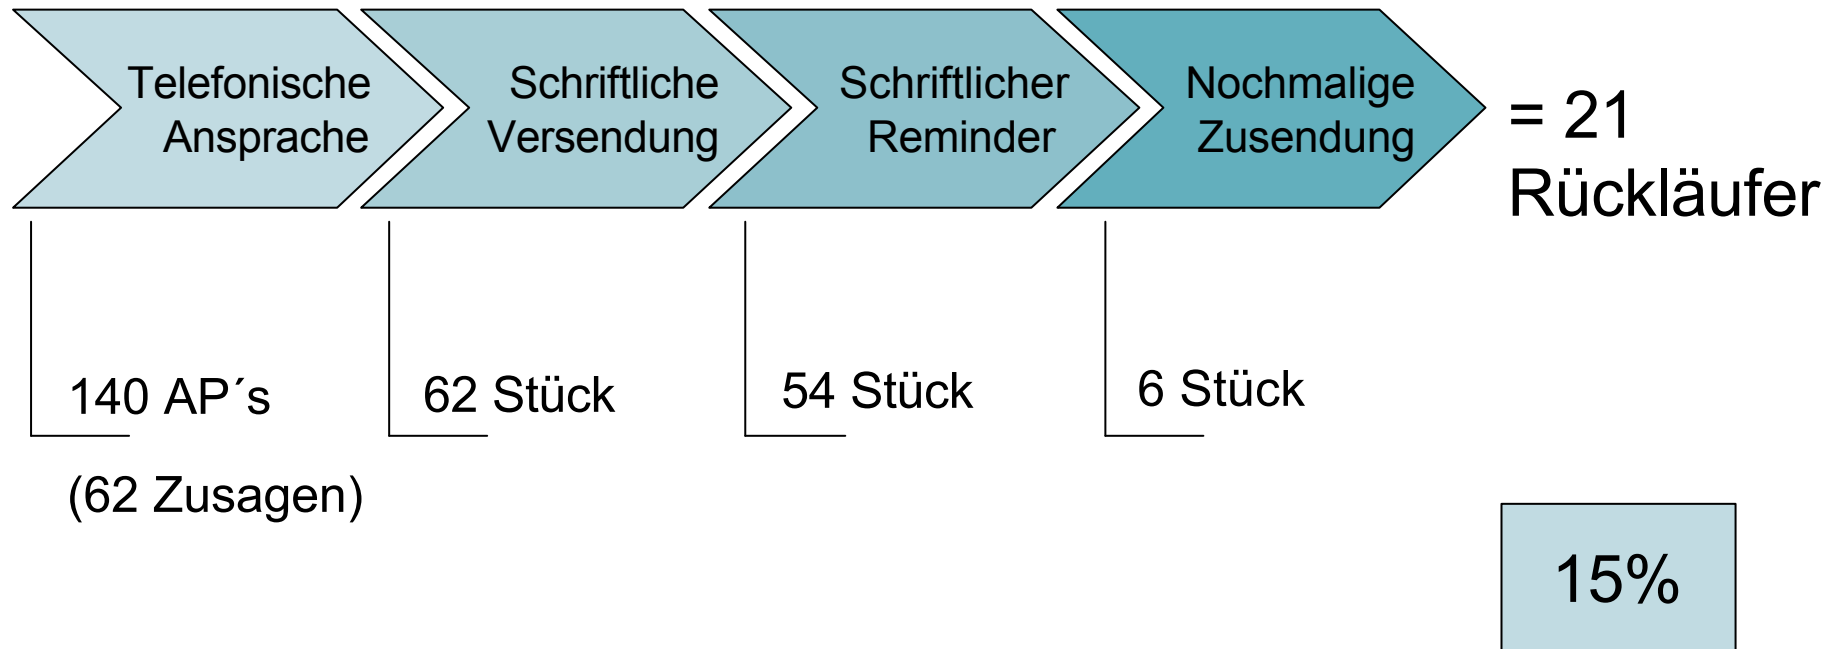 Telefonische
Ansprache
Schriftliche
Versendung
Schriftlicher
Reminder
Nochmalige
Zusendung
= 21
Rückläufer
140 AP´s
62 Stück
54 Stück
6 Stück
(62 Zusagen)
15%